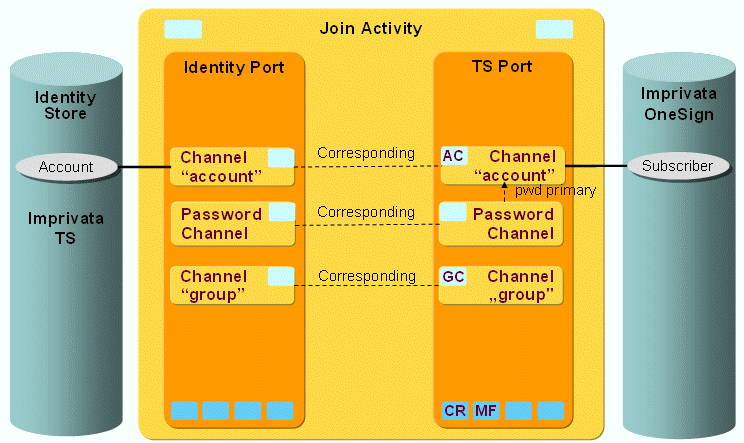 Join Activity
Identity Port
TS Port
Identity
Store
Account
Imprivata
TS
Imprivata
OneSign
Subscriber
Channel
“account”
Corresponding
AC
Channel
“account”
pwd primary
Password
Channel
Corresponding
Password
Channel
Channel
“group”
Corresponding
GC
Channel
„group”
CR
MF